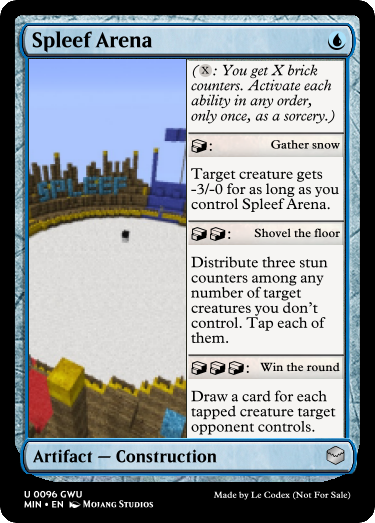 Spleef Arena
(X: You get X brick
counters. Activate each
ability in any order,
only once, as a sorcery.)
: Gather snow
Target creature gets
-3/-0 for as long as you
control Spleef Arena.
SPLEEF
: Shovel the floor
Distribute three stun
counters among any
number of target
creatures you don't
control. Tap each of
them.
: Win the round
Draw a card for each
tapped creature target
opponent controls.
Artifact — Construction
U 0096 GWU
MIN • EN Mojang Studios
Made by Le Codex (Not For Sale)